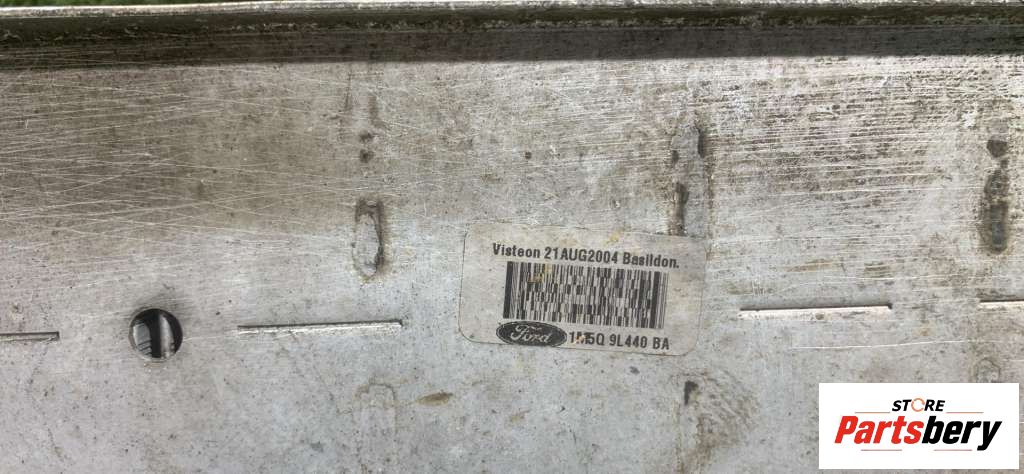 Visteon 21AUG2004 Basildon.
Ford
1M5Q 9L440 BA
STORE
Partsbery